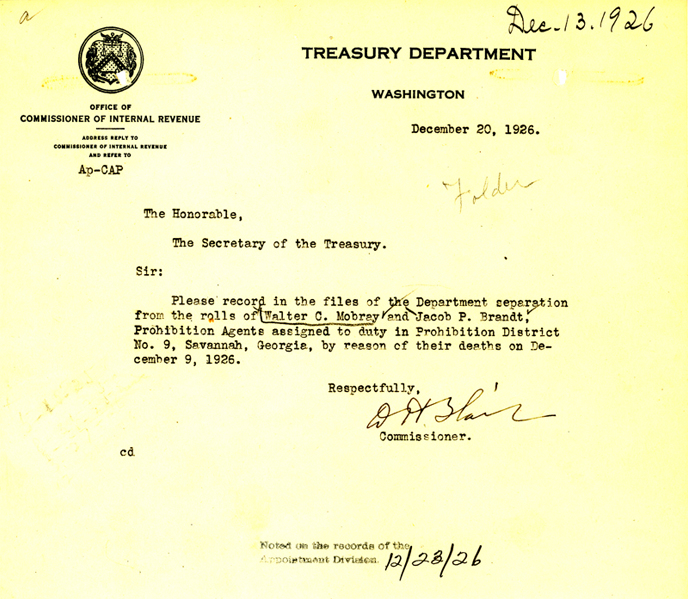 a
Dec. 13. 1926
TREASURY DEPARTMENT
WASHINGTON
OFFICE OF
COMMISSIONER OF INTERNAL REVENUE
ADDRESS REPLY TO
COMMISSIONER OF INTERNAL REVENUE
AND REFER TO
Ap-CAP
December 20, 1926.
Folder
The Honorable,
The Secretary of the Treasury.
Sir:
Please record in the files of the Department separation
from the rolls of Walter C. Mobray and Jacob P. Brandt,
Prohibition Agents assigned to duty in Prohibition District
No. 9, Savannah, Georgia, by reason of their deaths on De-
cember 9, 1926.
Respectfully,
D H Blair
Commissioner.
cd
Noted on the records of the
Appointment Division 12/23/26